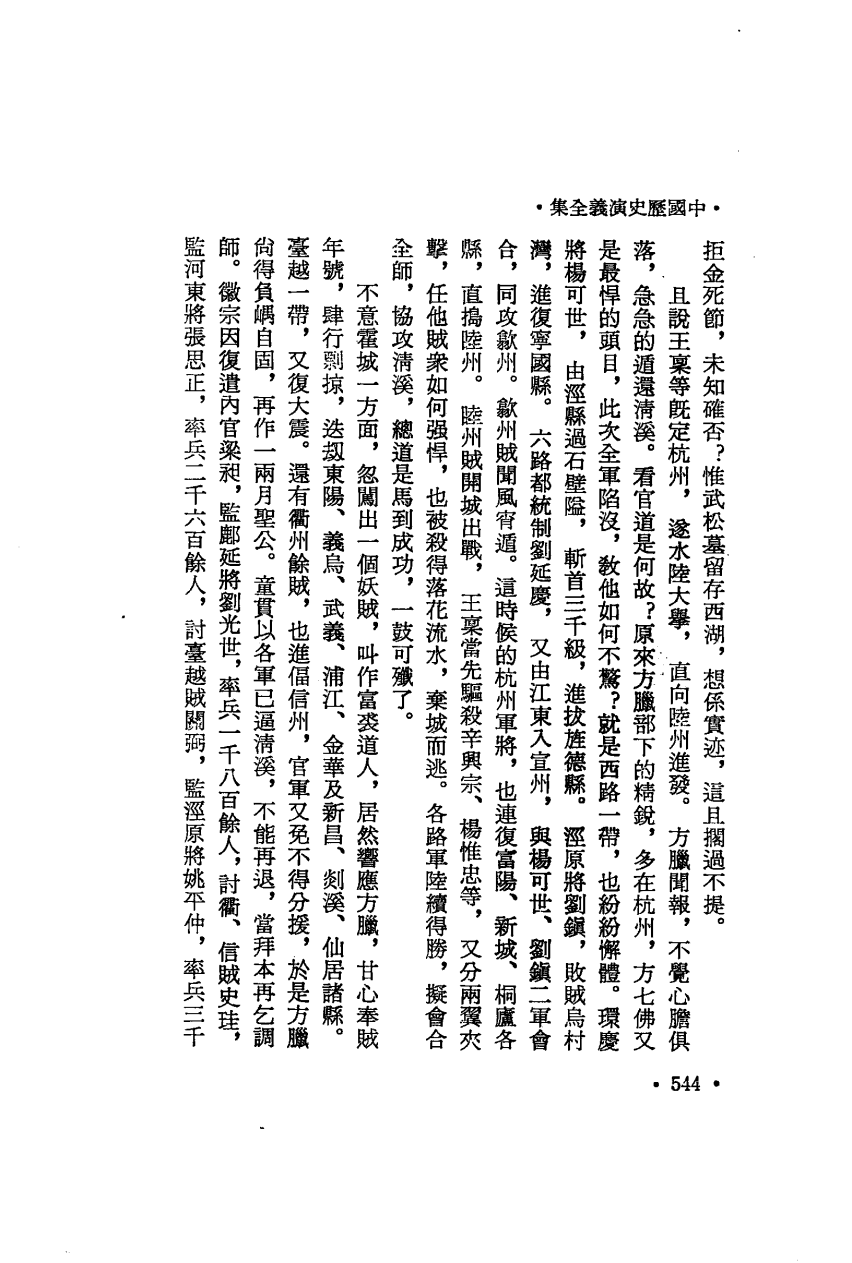 •中國歷史演義全集•
拒金死節，未知確否？惟武松墓留存西湖，想係實迹，這且擱過不提。
且說王稟等既定杭州，遂水陸大舉，直向睦州進發。方臘聞報，不覺心膽俱
落，急急的遁還清溪。看官道是何故？原來方臘部下的精銳，多在杭州，方七佛又
是最悍的頭目，此次全軍陷沒，教他如何不驚？就是西路一帶，也紛紛懈體。環慶
將楊可世，由涇縣過石壁隘，斬首三千級，進拔旌德縣。涇原將劉鎭，敗賊烏村
灣，進復寧國縣。六路都統制劉延慶，又由江東入宣州，與楊可世、劉鎭二軍會
合，同攻歙州。歙州賊聞風宵遁。這時候的杭州軍將，也連復富陽、新城、桐廬各
縣，直搗睦州。睦州賊開城出戰，王稟當先驅殺辛興宗、楊惟忠等，又分兩翼夾
擊，任他賊衆如何强悍，也被殺得落花流水，棄城而逃。各路軍陸續得勝，擬會合
全師，協攻淸溪，總道是馬到成功，一鼓可殲了。
不意霍城一方面，忽闖出一個妖賊，叫作富裘道人，居然響應方臘，甘心奉賊
年號，肆行剽掠，迭刼東陽、義烏、武義、浦江、金華及新昌、剡溪、仙居諸縣。
臺越一帶，又復大震。還有衢州餘賊，也進偪信州，官軍又免不得分援，於是方臘
尙得負嵎自固，再作一兩月聖公。童貫以各軍已逼淸溪，不能再退，當拜本再乞調
師。徽宗因復遣內官梁昶，監鄜延將劉光世，率兵一千八百餘人，討衢、信賊史珪，
監河東將張思正，率兵二千六百餘人，討臺越賊關弼，監涇原將姚平仲，率兵三千
•544•